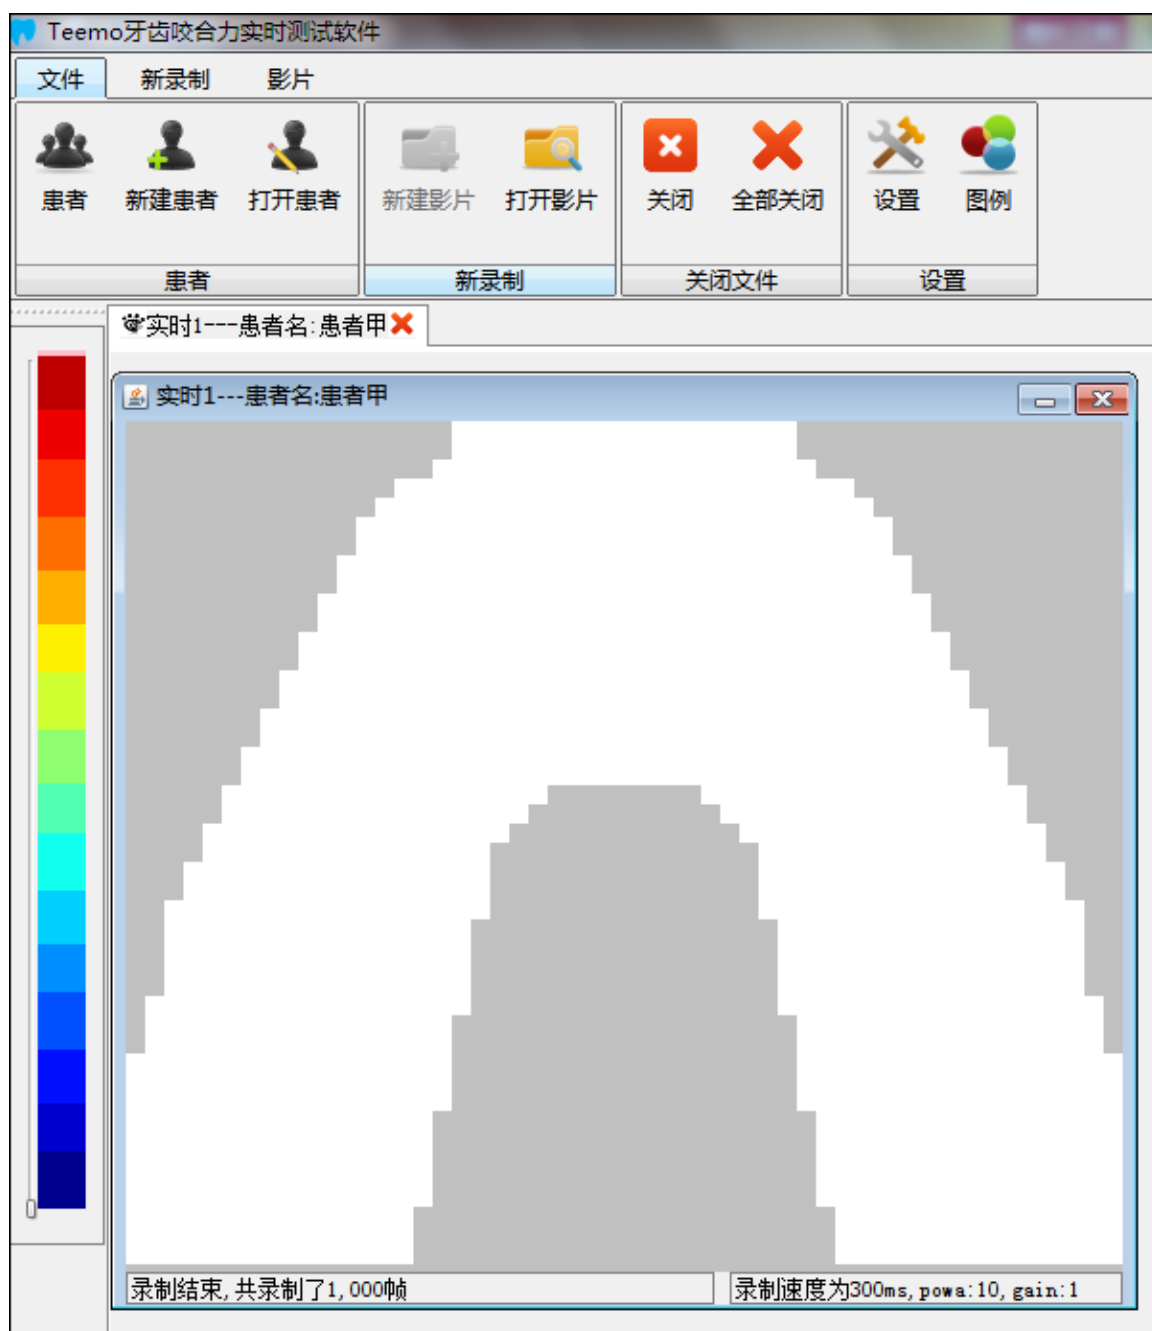 Teemo牙齿咬合力实时测试软件
文件 新录制 影片
患者 新建患者 打开患者 新建影片 打开影片 关闭 全部关闭 设置 图例
患者 新录制 关闭文件 设置
实时1---患者名:患者甲
实时1---患者名:患者甲
录制结束,共录制了1,000帧 录制速度为300ms,powa:10,gain:1